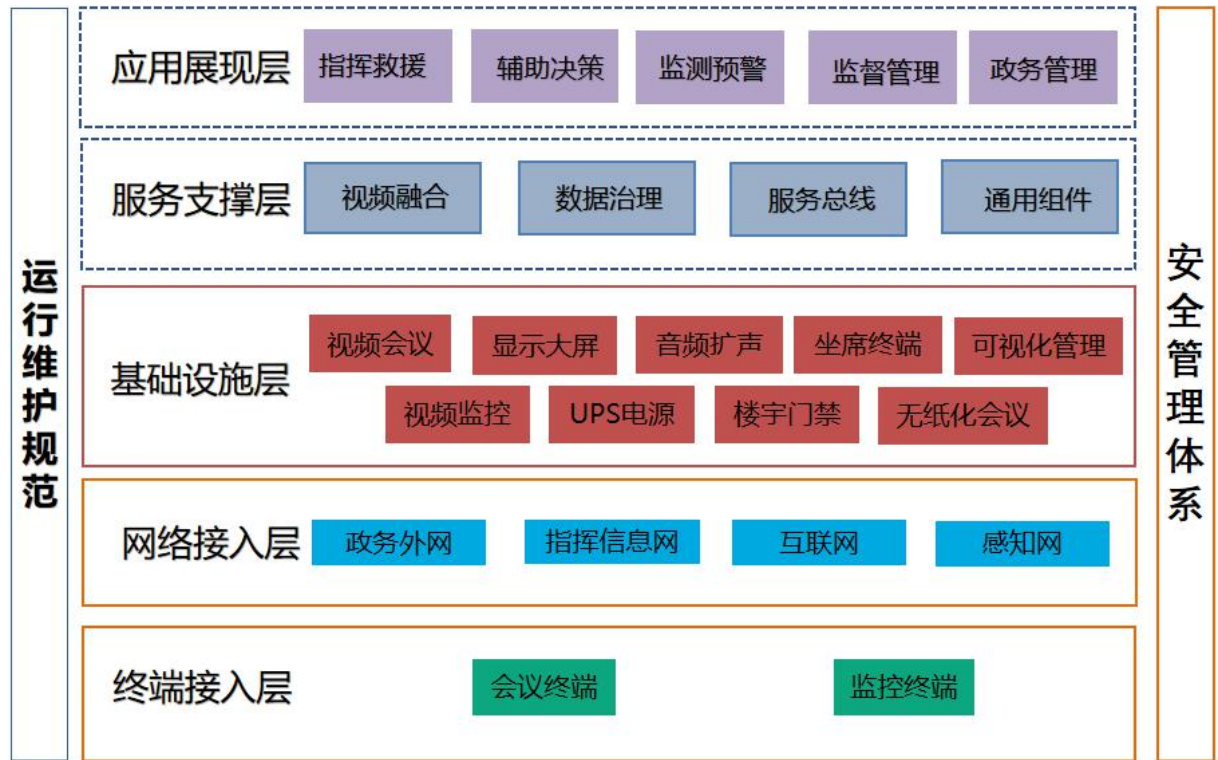 运行维护规范
应用展现层
指挥救援
辅助决策
监测预警
监督管理
政务管理
服务支撑层
视频融合
数据治理
服务总线
通用组件
基础设施层
视频会议
显示大屏
音频扩声
坐席终端
可视化管理
视频监控
UPS电源
楼宇门禁
无纸化会议
网络接入层
政务外网
指挥信息网
互联网
感知网
终端接入层
会议终端
监控终端
安全管理体系